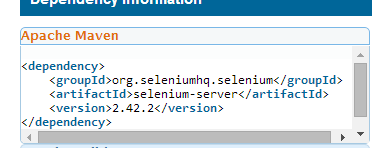 Dependency Information
Apache Maven
<dependency>
    <groupId>org.seleniumhq.selenium</groupId>
    <artifactId>selenium-server</artifactId>
    <version>2.42.2</version>
</dependency>